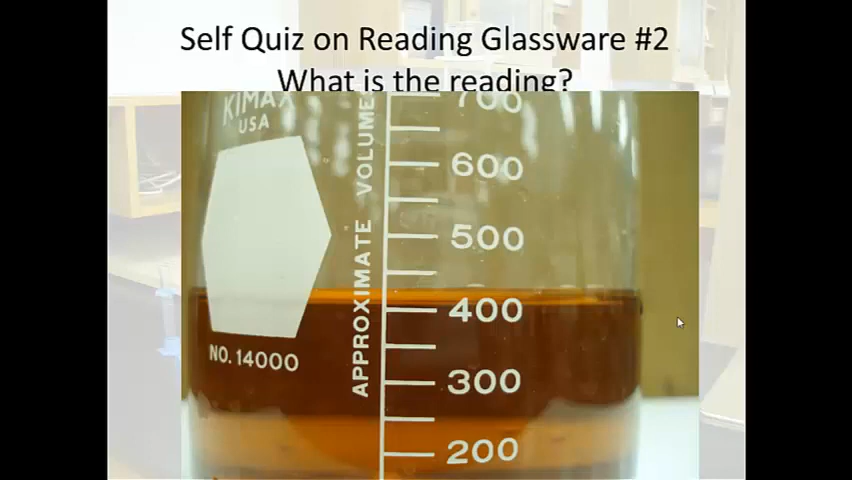 Self Quiz on Reading Glassware #2
What is the reading?
KIMAX
USA
APPROXIMATE VOLUMES
700
600
500
400
300
200
NO. 14000